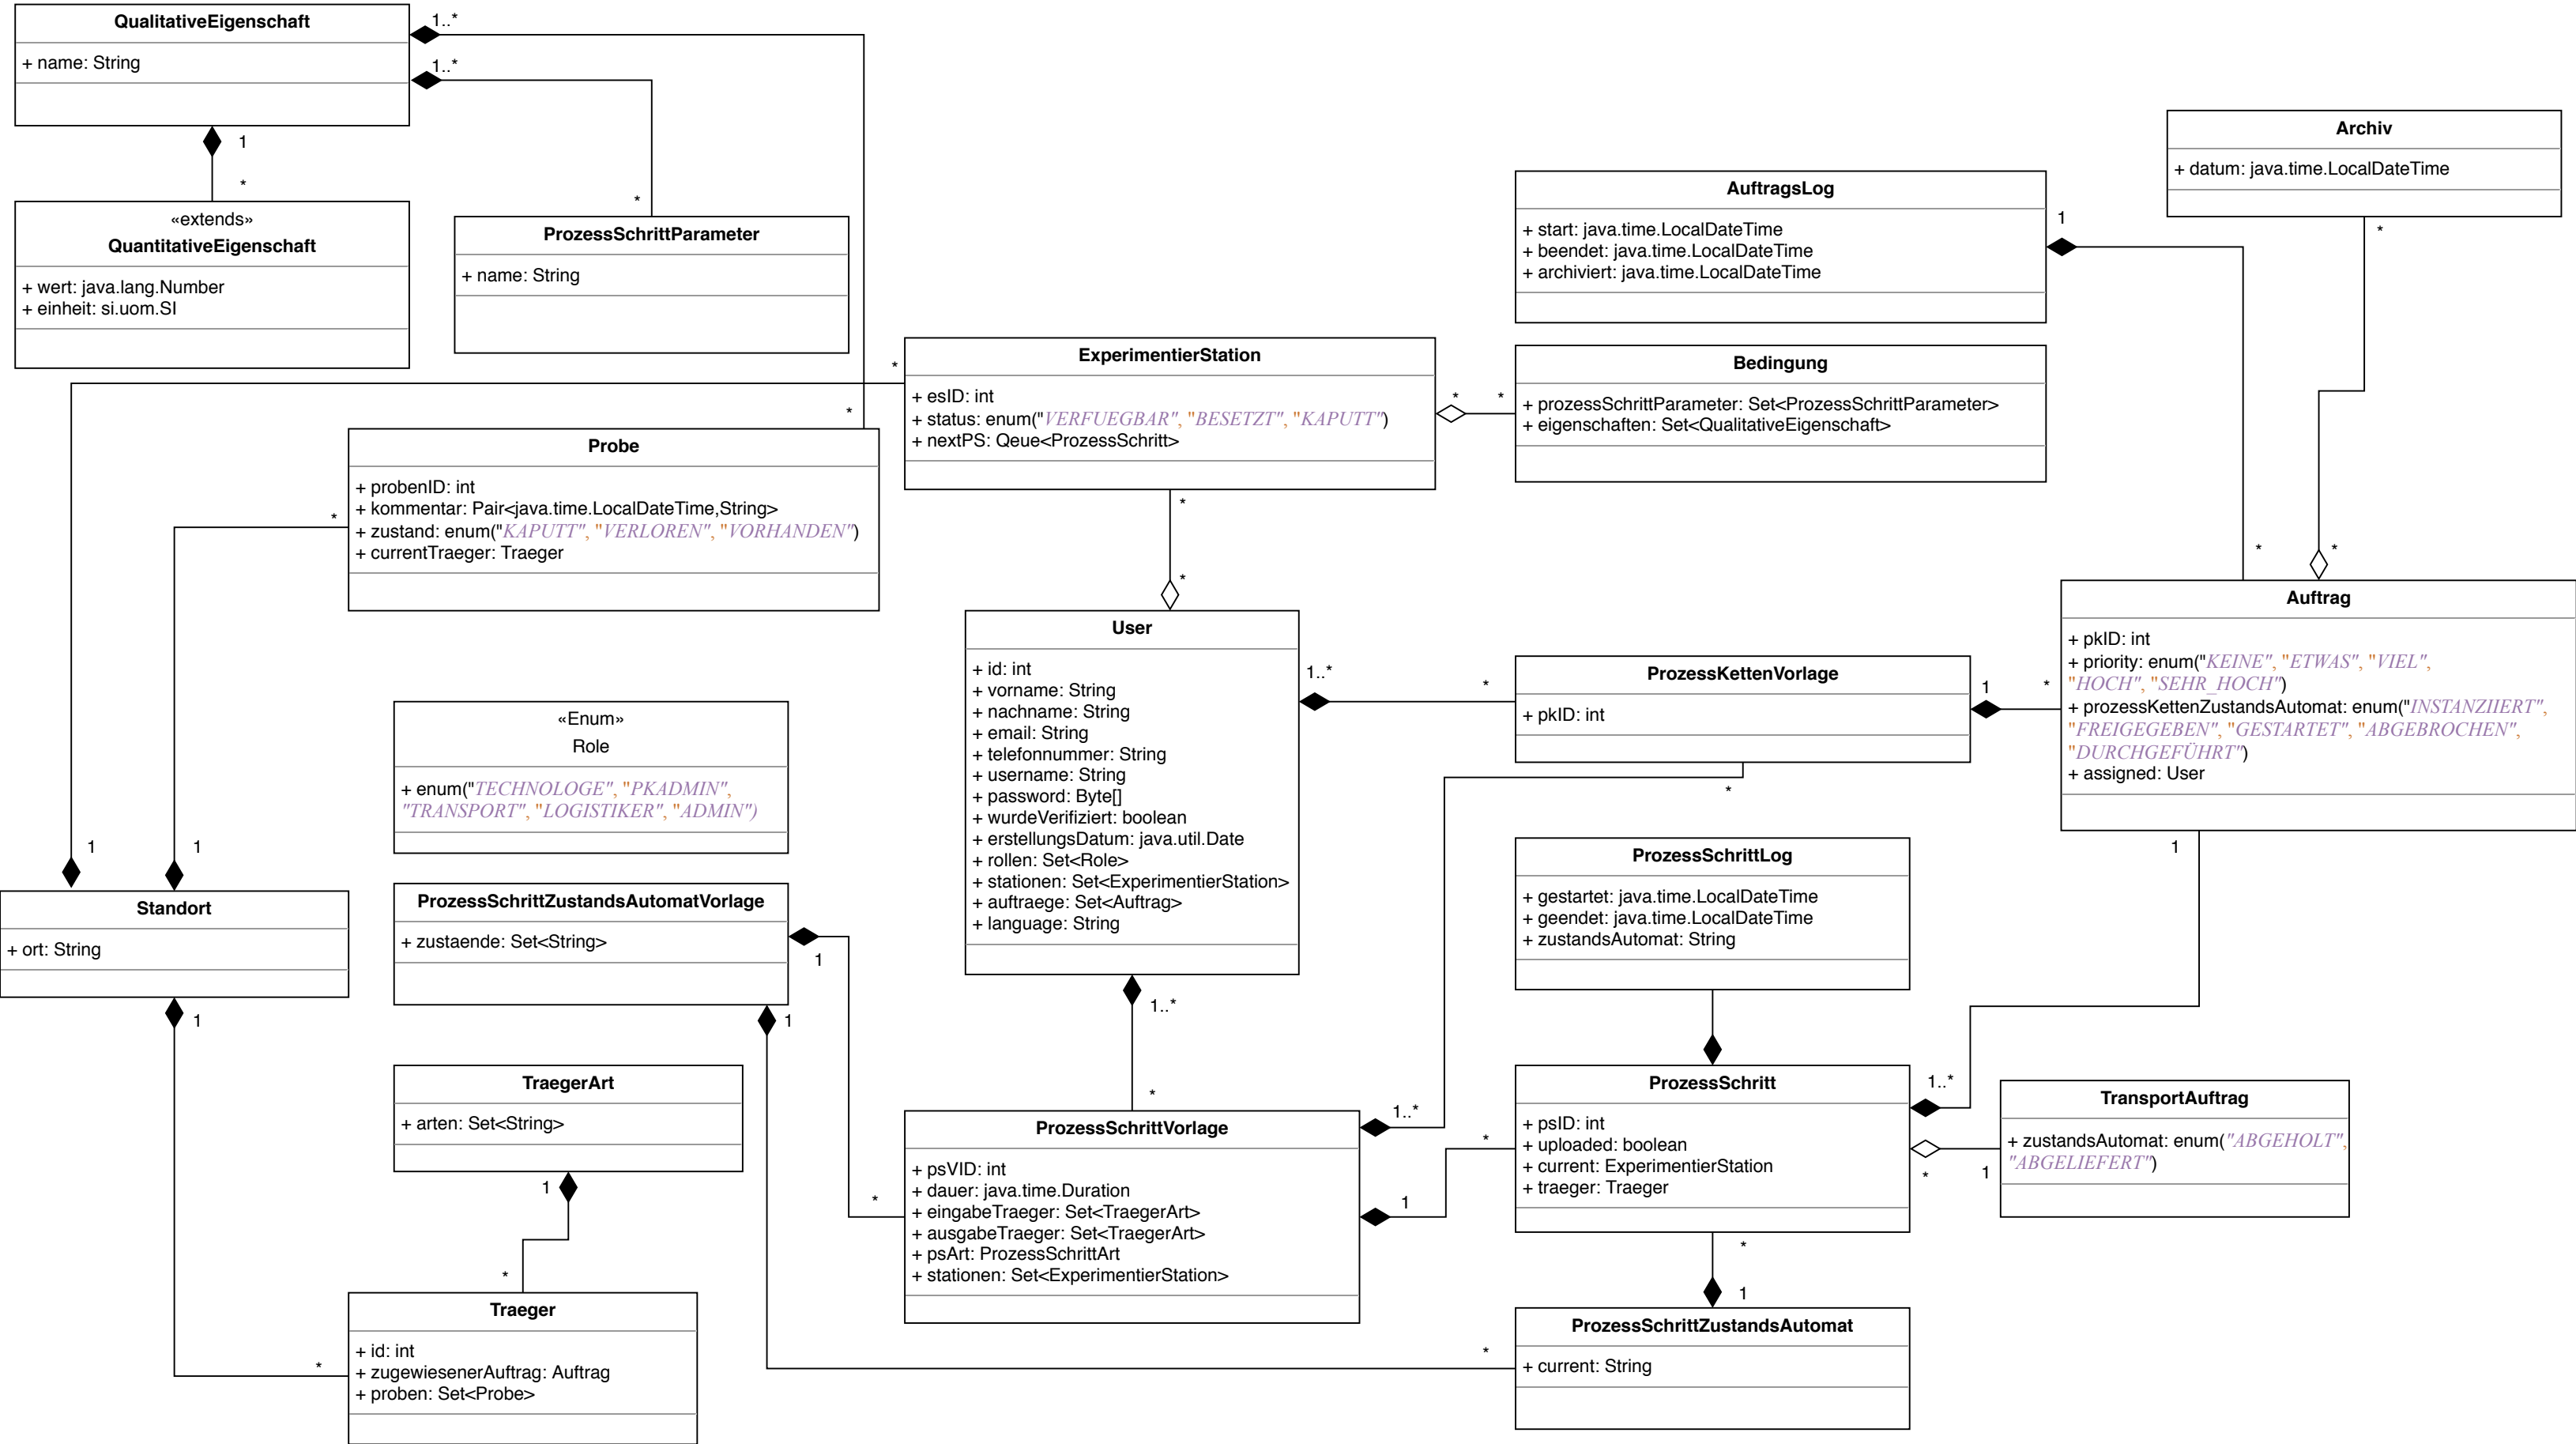 QualitativeEigenschaft
+ name: String
1..*
1..*
1
*
«extends»
QuantitativeEigenschaft
+ wert: java.lang.Number
+ einheit: si.uom.SI
*
ProzessSchrittParameter
+ name: String
Archiv
+ datum: java.time.LocalDateTime
*
AuftragsLog
+ start: java.time.LocalDateTime
+ beendet: java.time.LocalDateTime
+ archiviert: java.time.LocalDateTime
1
*
ExperimentierStation
+ esID: int
+ status: enum("VERFUEGBAR", "BESETZT", "KAPUTT")
+ nextPS: Qeue<ProzessSchritt>
*
*
*
Bedingung
+ prozessSchrittParameter: Set<ProzessSchrittParameter>
+ eigenschaften: Set<QualitativeEigenschaft>
*
Probe
+ probenID: int
+ kommentar: Pair<java.time.LocalDateTime,String>
+ zustand: enum("KAPUTT", "VERLOREN", "VORHANDEN")
+ currentTraeger: Traeger
*
*
*
User
+ id: int
+ vorname: String
+ nachname: String
+ email: String
+ telefonnummer: String
+ username: String
+ password: Byte[]
+ wurdeVerifiziert: boolean
+ erstellungsDatum: java.util.Date
+ rollen: Set<Role>
+ stationen: Set<ExperimentierStation>
+ auftraege: Set<Auftrag>
+ language: String
1..*
*
ProzessKettenVorlage
+ pkID: int
1
*
*
*
Auftrag
+ pkID: int
+ priority: enum("KEINE", "ETWAS", "VIEL",
"HOCH", "SEHR_HOCH")
+ prozessKettenZustandsAutomat: enum("INSTANZIIERT",
"FREIGEGEBEN", "GESTARTET", "ABGEBROCHEN",
"DURCHGEFÜHRT")
+ assigned: User
1
«Enum»
Role
+ enum("TECHNOLOGE", "PKADMIN",
"TRANSPORT", "LOGISTIKER", "ADMIN")
1
1
Standort
+ ort: String
1
ProzessSchrittZustandsAutomatVorlage
+ zustaende: Set<String>
1
1
ProzessSchrittLog
+ gestartet: java.time.LocalDateTime
+ geendet: java.time.LocalDateTime
+ zustandsAutomat: String
1..*
*
TraegerArt
+ arten: Set<String>
1
*
ProzessSchrittVorlage
+ psVID: int
+ dauer: java.time.Duration
+ eingabeTraeger: Set<TraegerArt>
+ ausgabeTraeger: Set<TraegerArt>
+ psArt: ProzessSchrittArt
+ stationen: Set<ExperimentierStation>
*
1..*
1
*
ProzessSchritt
+ psID: int
+ uploaded: boolean
+ current: ExperimentierStation
+ traeger: Traeger
1..*
*
1
TransportAuftrag
+ zustandsAutomat: enum("ABGEHOLT",
"ABGELIEFERT")
*
1
Traeger
+ id: int
+ zugewiesenerAuftrag: Auftrag
+ proben: Set<Probe>
*
ProzessSchrittZustandsAutomat
+ current: String
*